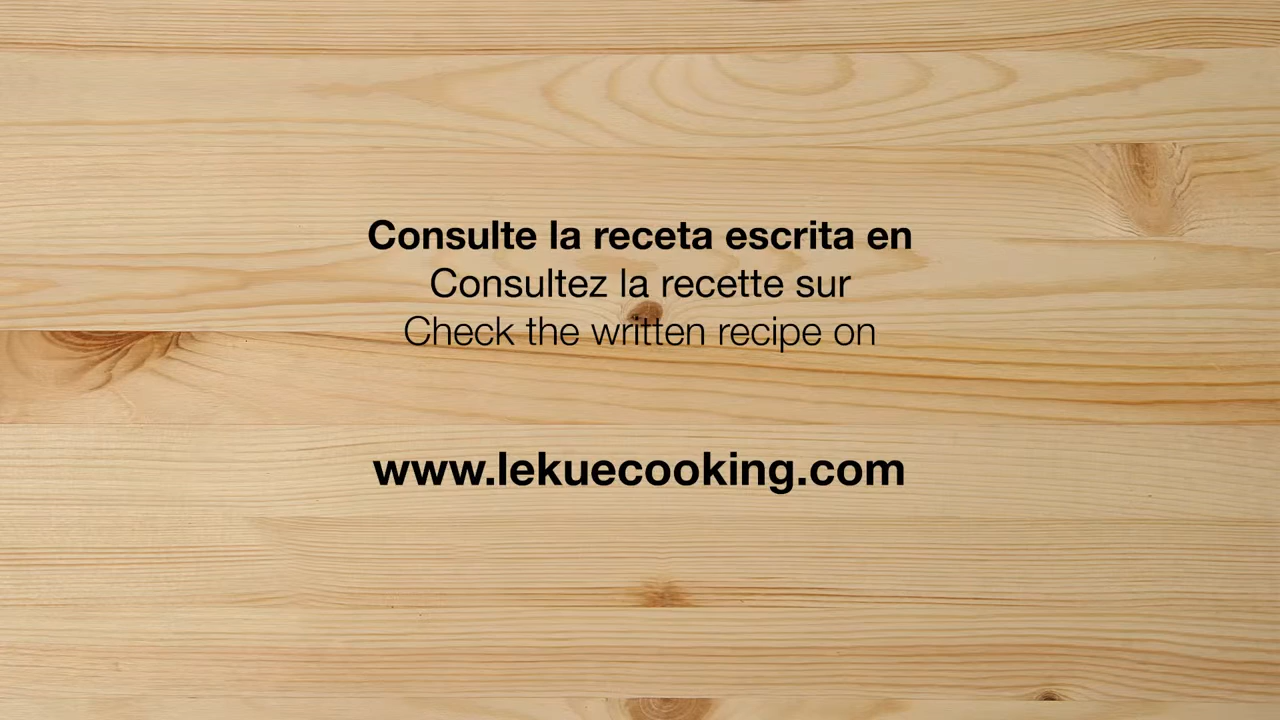 Consulte la receta escrita en
Consultez la recette sur
Check the written recipe on
www.lekuecooking.com